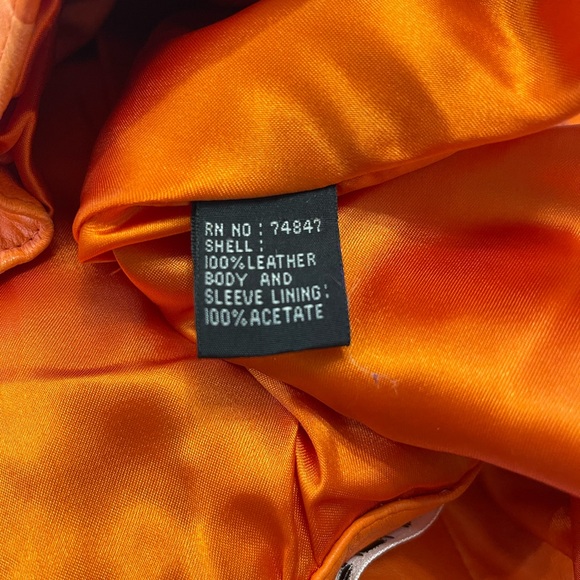 RN NO: 74847
SHELL:
100%LEATHER
BODY AND
SLEEVE LINING:
100%ACETATE